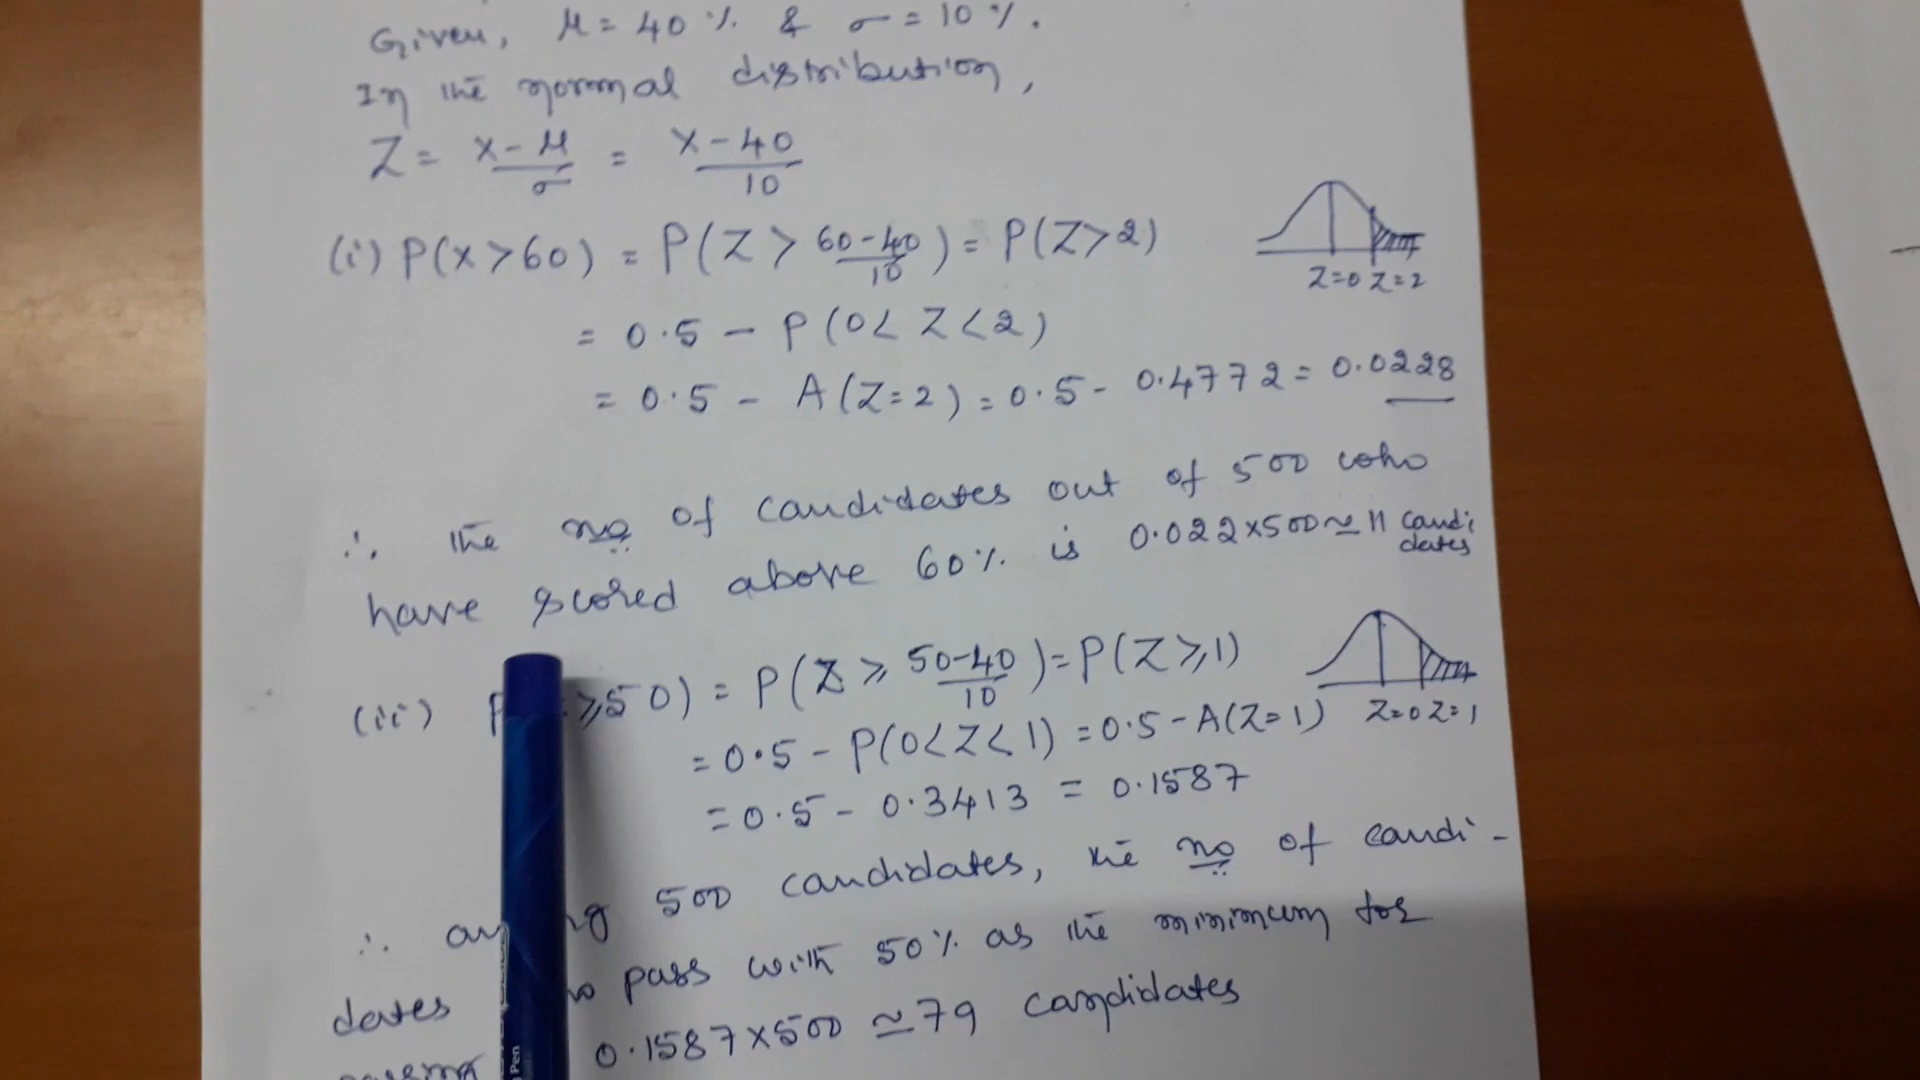 Given, μ = 40 % & σ = 10 %.
In the normal distribution,
Z = X - μ / σ = X - 40 / 10
(i) P(X > 60) = P(Z > 60-40 / 10) = P(Z > 2)
Z=0 Z=2
= 0.5 - P(0 < Z < 2)
= 0.5 - A(Z=2) = 0.5 - 0.4772 = 0.0228
∴ the no of candidates out of 500 who
have scored above 60% is 0.022×500 ≃ 11 candi
dates
(ii) P ≥ 50) = P(Z ≥ 50-40 / 10) = P(Z ≥ 1)
= 0.5 - P(0 < Z < 1) = 0.5 - A(Z=1)
Z=0 Z=1
= 0.5 - 0.3413 = 0.1587
∴ 500 candidates, the no of candi-
dates pass with 50% as the minimum for
0.1587×500 ≃ 79 candidates
Pen